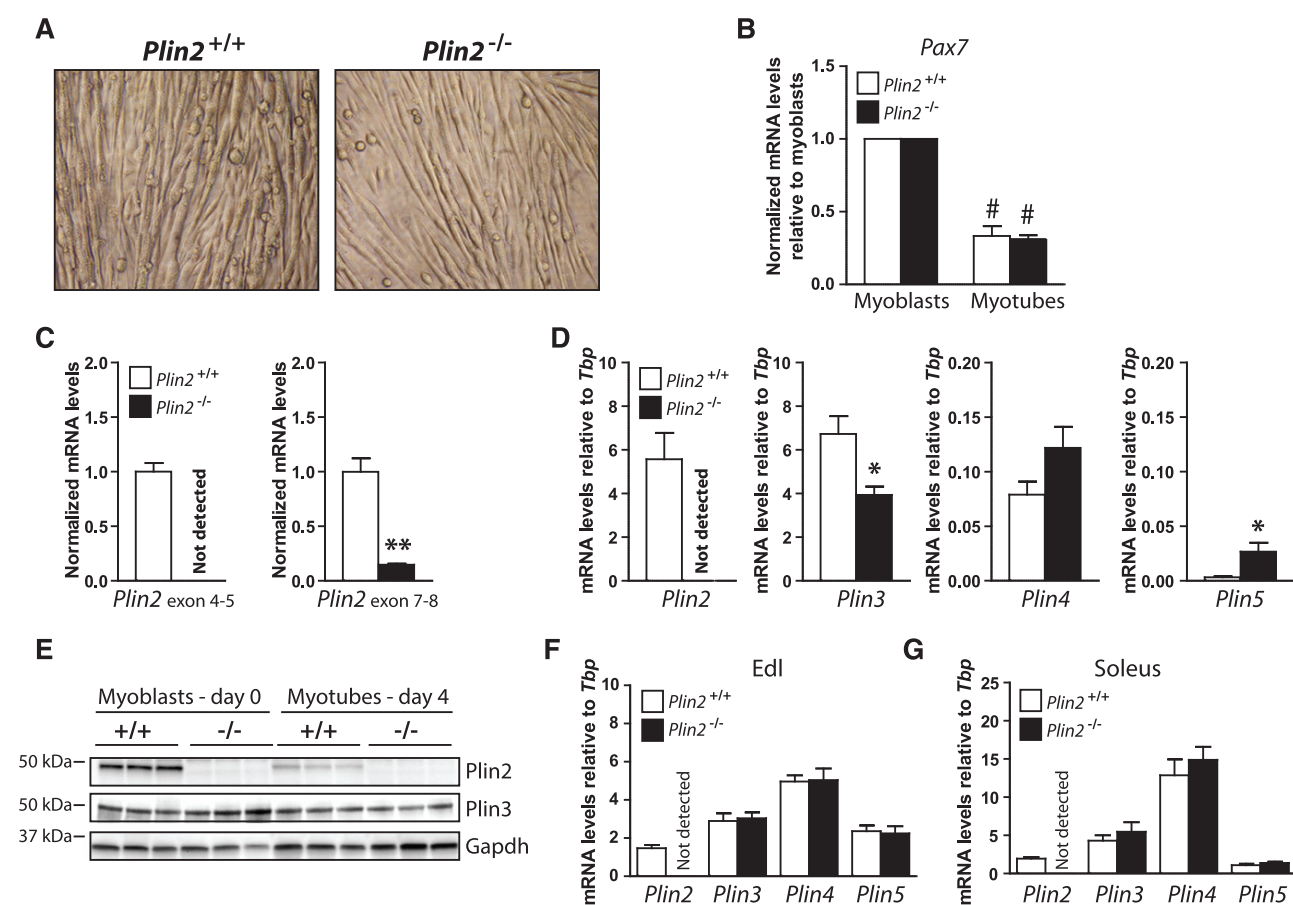 A
Plin2 +/+
Plin2 -/-
B
Pax7
Normalized mRNA levels
relative to myoblasts
1.5
1.0
0.5
0.0
Plin2 +/+
Plin2 -/-
# #
Myoblasts Myotubes
C
Normalized mRNA levels
2.0
1.5
1.0
0.5
0.0
Plin2 +/+
Plin2 -/-
Not detected
Plin2 exon 4-5
Normalized mRNA levels
2.0
1.5
1.0
0.5
0.0
**
Plin2 exon 7-8
D
mRNA levels relative to Tbp
10
8
6
4
2
0
Plin2 +/+
Plin2 -/-
Not detected
Plin2
mRNA levels relative to Tbp
10
8
6
4
2
0
*
Plin3
mRNA levels relative to Tbp
0.20
0.15
0.10
0.05
0.00
Plin4
mRNA levels relative to Tbp
0.20
0.15
0.10
0.05
0.00
*
Plin5
E
Myoblasts - day 0 Myotubes - day 4
+/+ -/- +/+ -/-
50 kDa Plin2
50 kDa Plin3
37 kDa Gapdh
F
Edl
mRNA levels relative to Tbp
10
8
6
4
2
0
Plin2 +/+
Plin2 -/-
Not detected
Plin2 Plin3 Plin4 Plin5
G
Soleus
mRNA levels relative to Tbp
25
20
15
10
5
0
Plin2 +/+
Plin2 -/-
Not detected
Plin2 Plin3 Plin4 Plin5